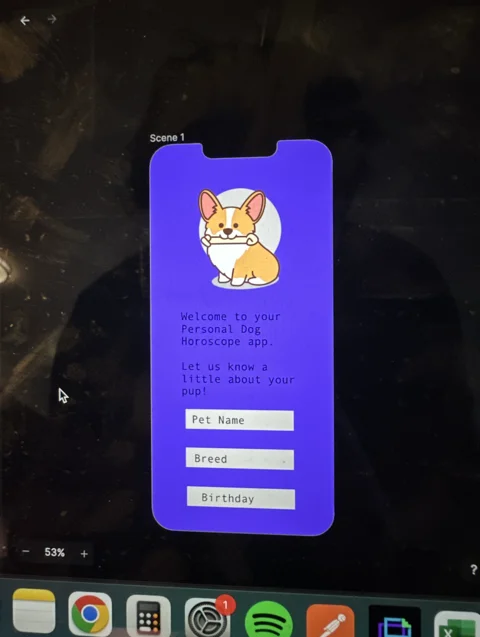 Scene 1
Welcome to your
Personal Dog
Horoscope app.
Let us know a
little about your
pup!
Pet Name
Breed
Birthday
− 53% +
?
1
X